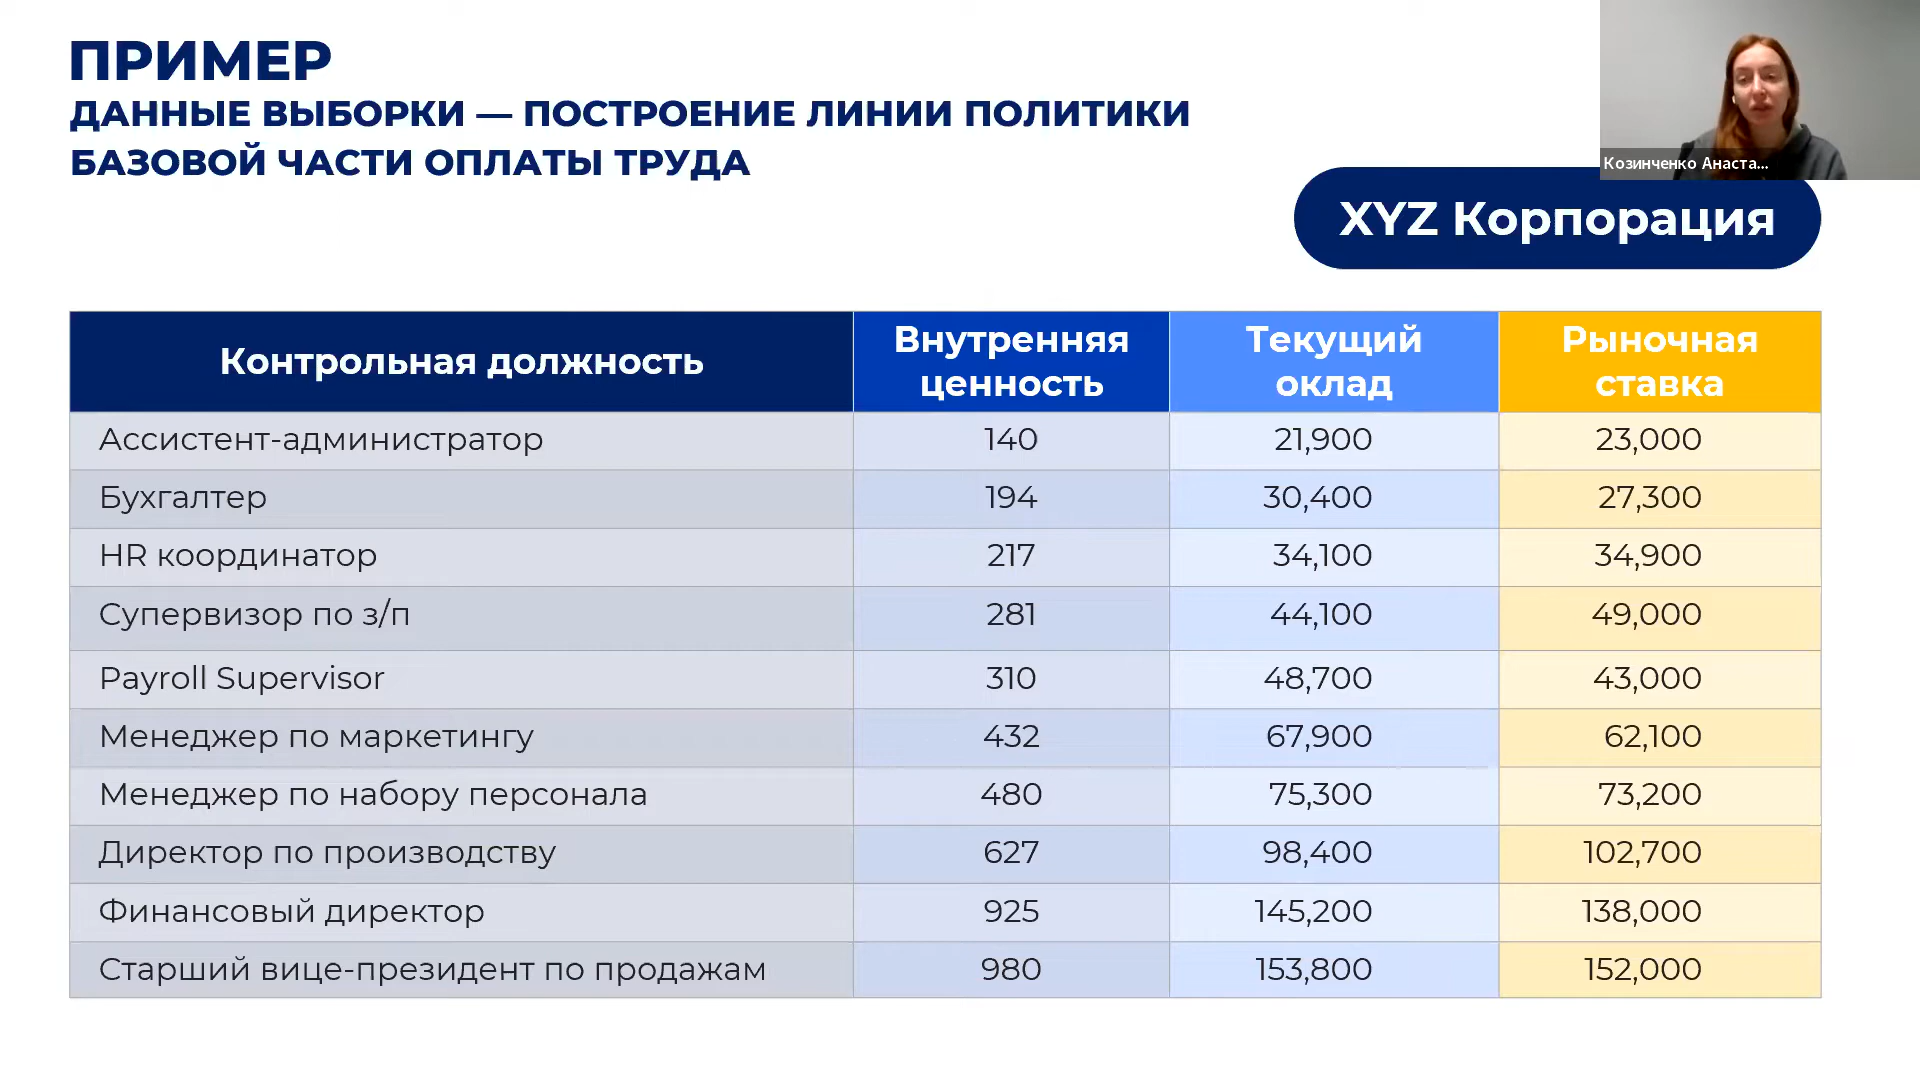 ПРИМЕР
ДАННЫЕ ВЫБОРКИ — ПОСТРОЕНИЕ ЛИНИИ ПОЛИТИКИ
БАЗОВОЙ ЧАСТИ ОПЛАТЫ ТРУДА
Козинченко Анаста...
XYZ Корпорация
Контрольная должность Внутренняя ценность Текущий оклад Рыночная ставка
Ассистент-администратор 140 21,900 23,000
Бухгалтер 194 30,400 27,300
HR координатор 217 34,100 34,900
Супервизор по з/п 281 44,100 49,000
Payroll Supervisor 310 48,700 43,000
Менеджер по маркетингу 432 67,900 62,100
Менеджер по набору персонала 480 75,300 73,200
Директор по производству 627 98,400 102,700
Финансовый директор 925 145,200 138,000
Старший вице-президент по продажам 980 153,800 152,000